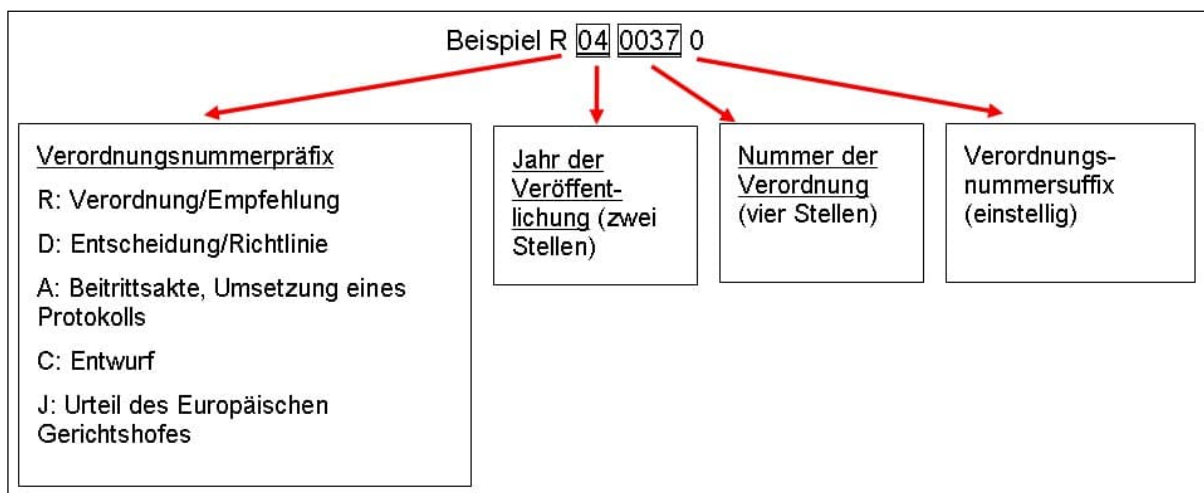 Beispiel R 04 0037 0
Verordnungsnummerpräfix
R: Verordnung/Empfehlung
D: Entscheidung/Richtlinie
A: Beitrittsakte, Umsetzung eines
Protokolls
C: Entwurf
J: Urteil des Europäischen
Gerichtshofes
Jahr der
Veröffent-
lichung (zwei
Stellen)
Nummer der
Verordnung
(vier Stellen)
Verordnungs-
nummersuffix
(einstellig)